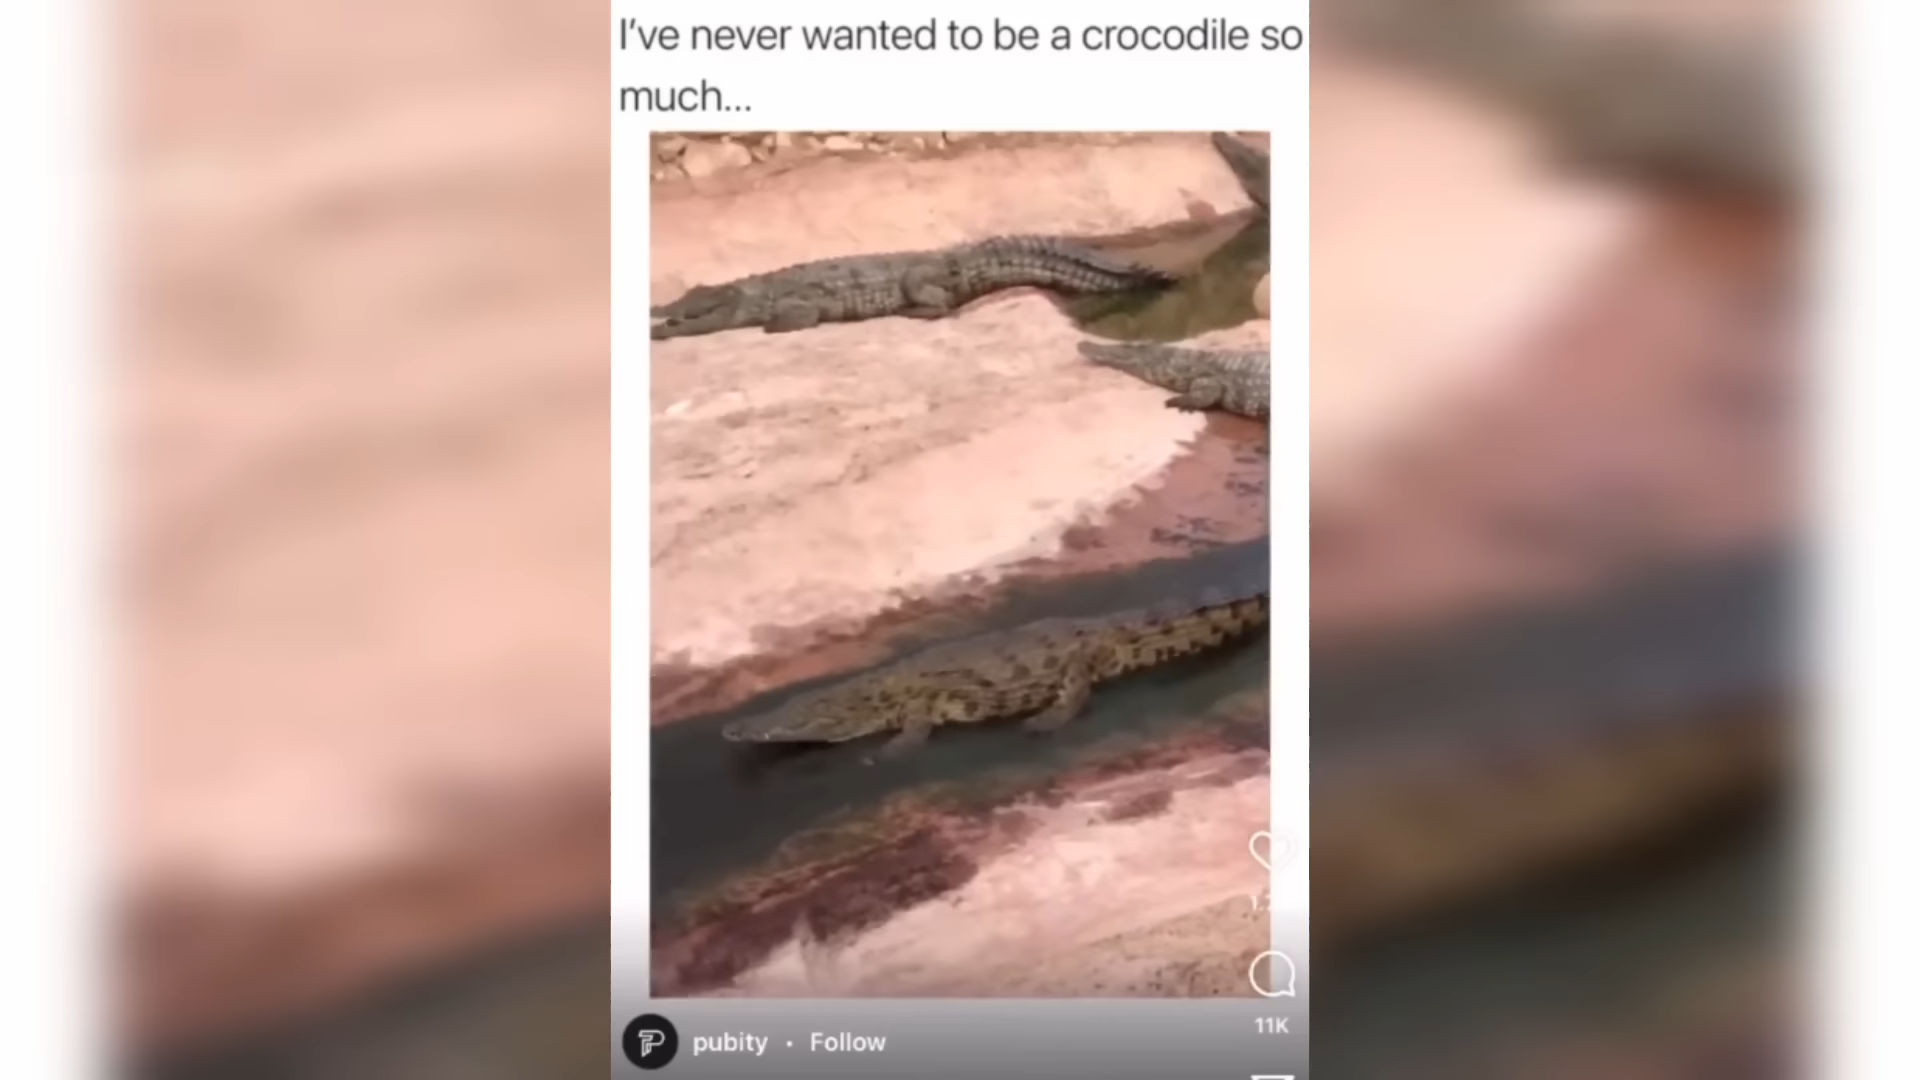 I've never wanted to be a crocodile so
much...
11K
pubity • Follow